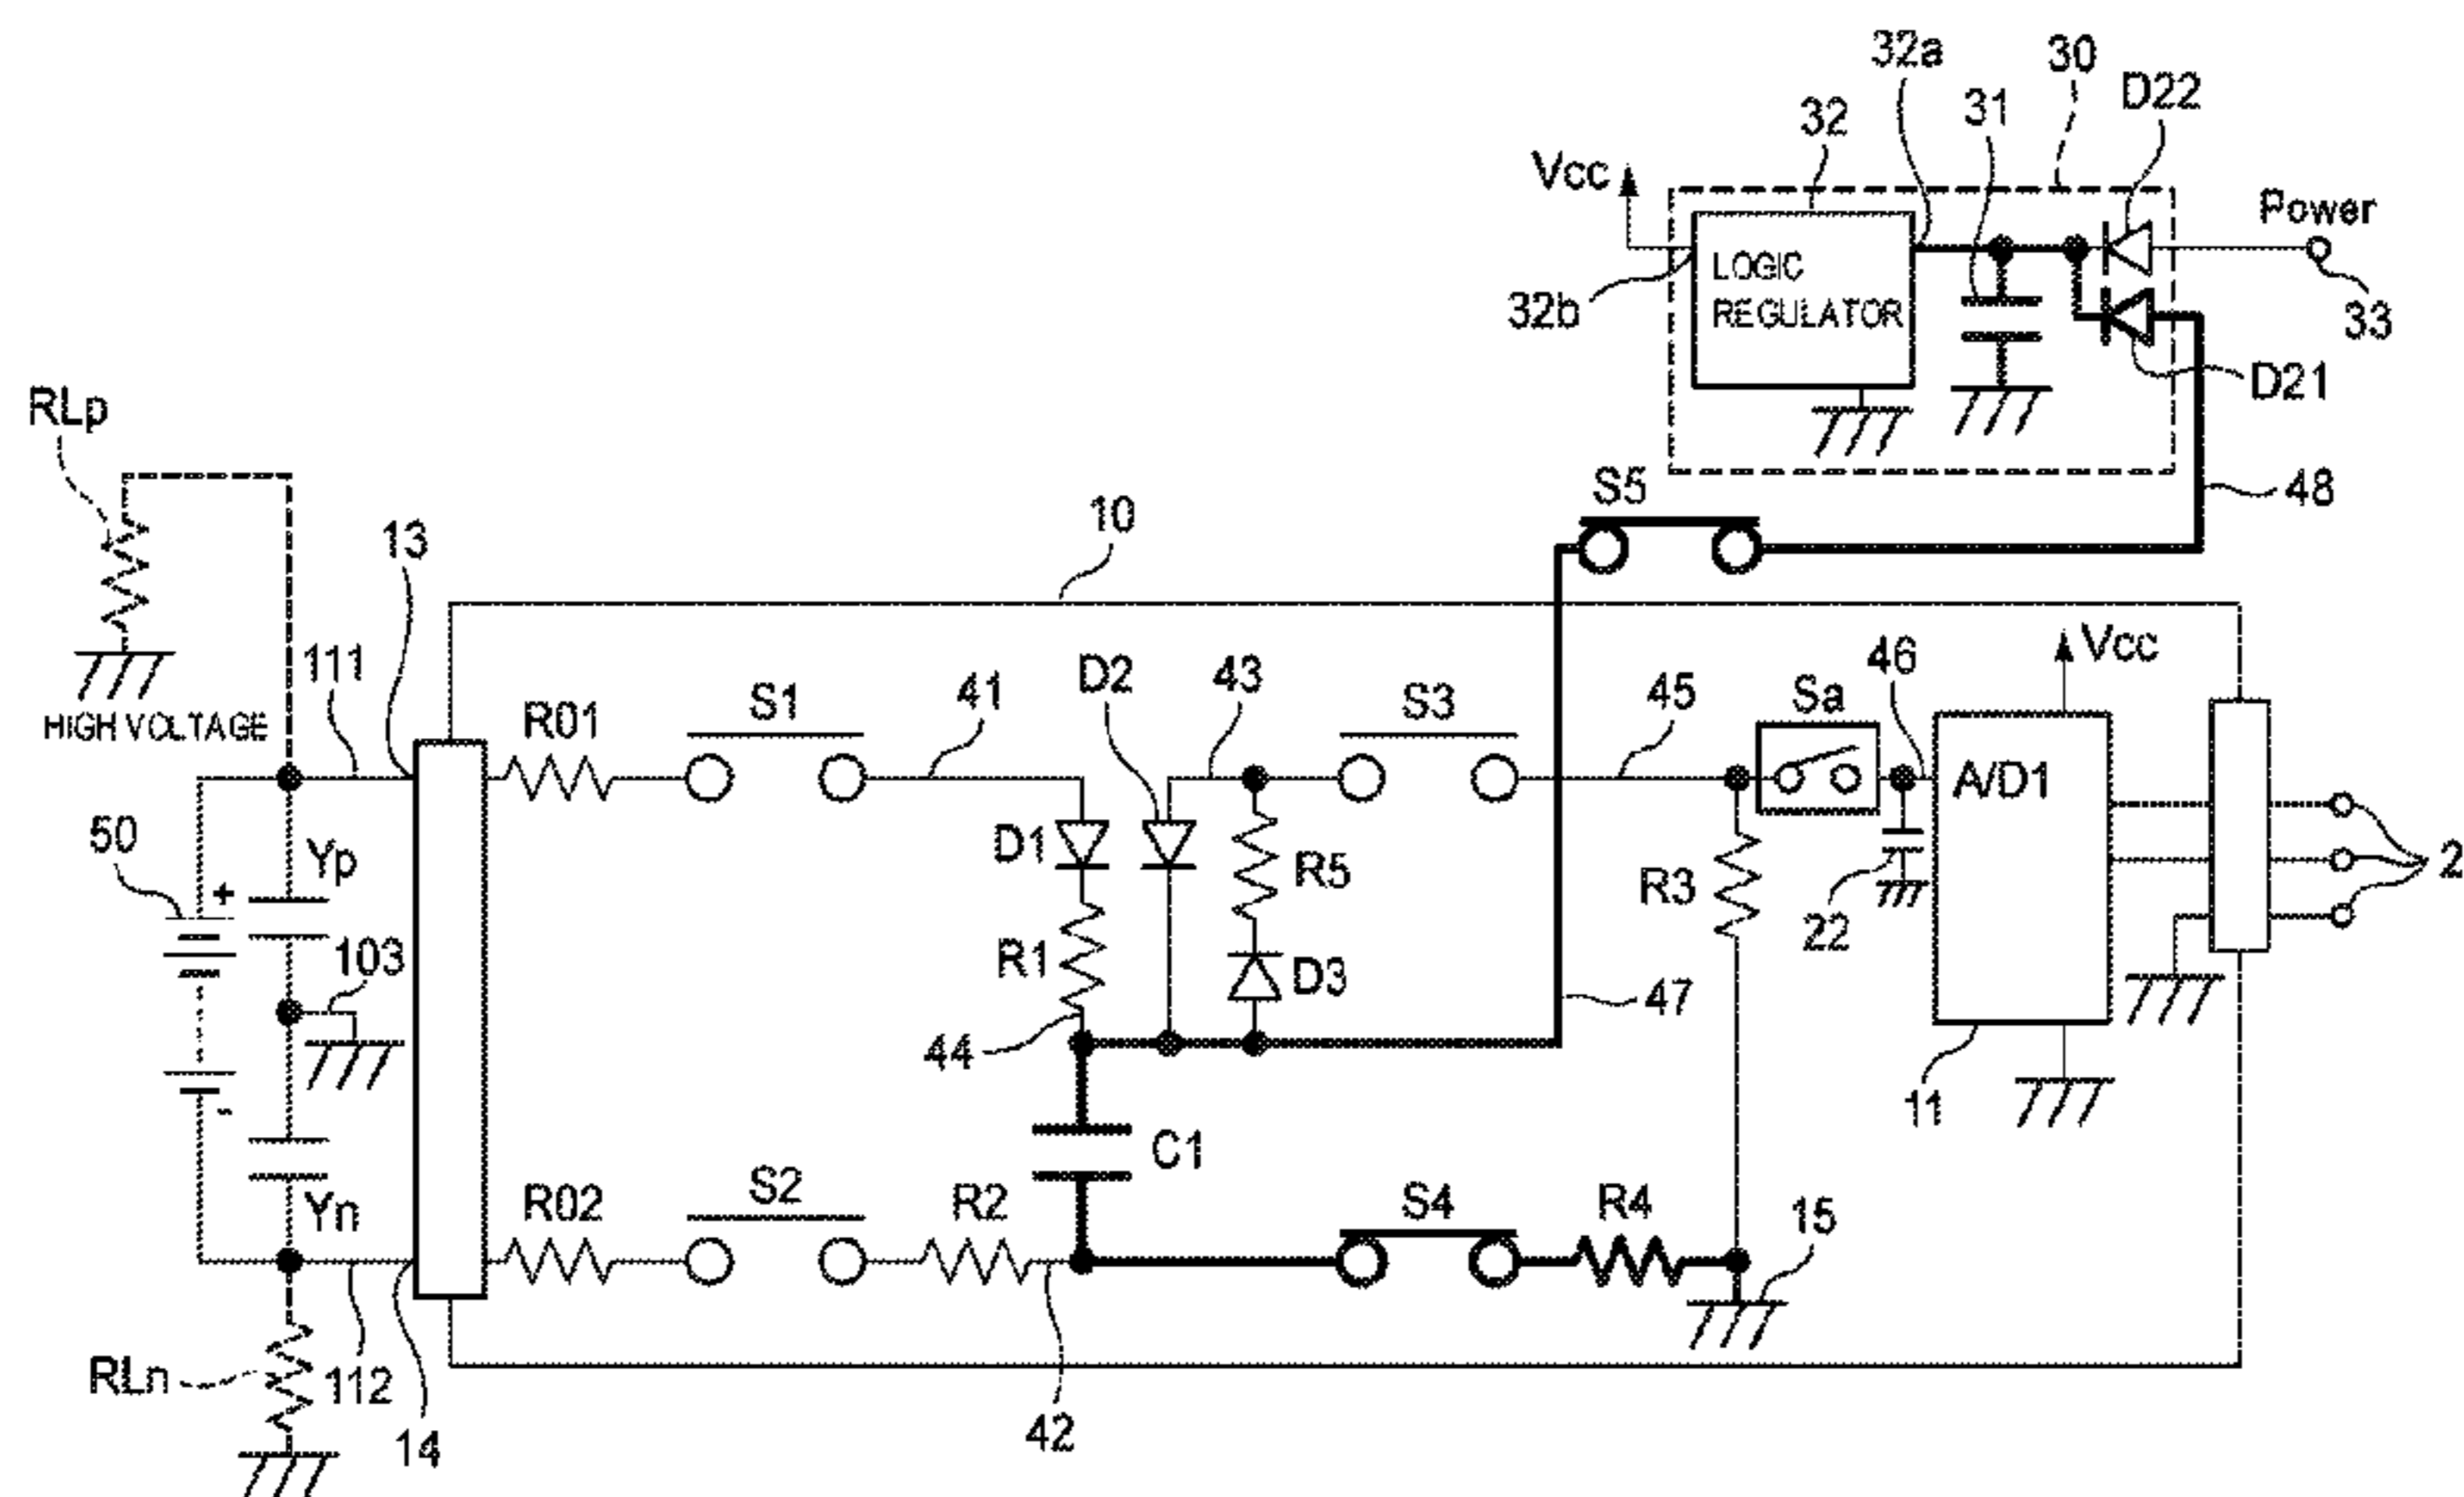 32a
30
D22
31
32
Vcc
Power
LOGIC
REGULATOR
32b
33
D21
RLp
S5
48
10
13
HIGH VOLTAGE
111
R01
S1
41
D2
43
S3
45
Sa
46
Vcc
50
+
Yp
D1
R5
R3
A/D1
2
22
103
R1
D3
47
44
-
11
C1
Yn
R02
S2
R2
S4
R4
15
RLn
112
14
42